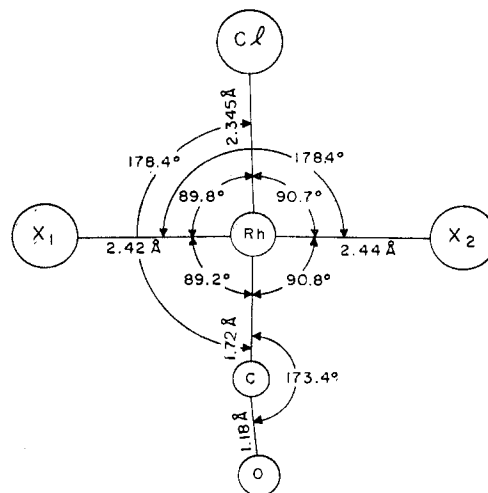 Cl
2.345Å
178.4°
178.4°
89.8°
90.7°
X1
Rh
X2
2.42 Å
2.44Å
89.2°
90.8°
1.72Å
C
173.4°
1.18Å
O